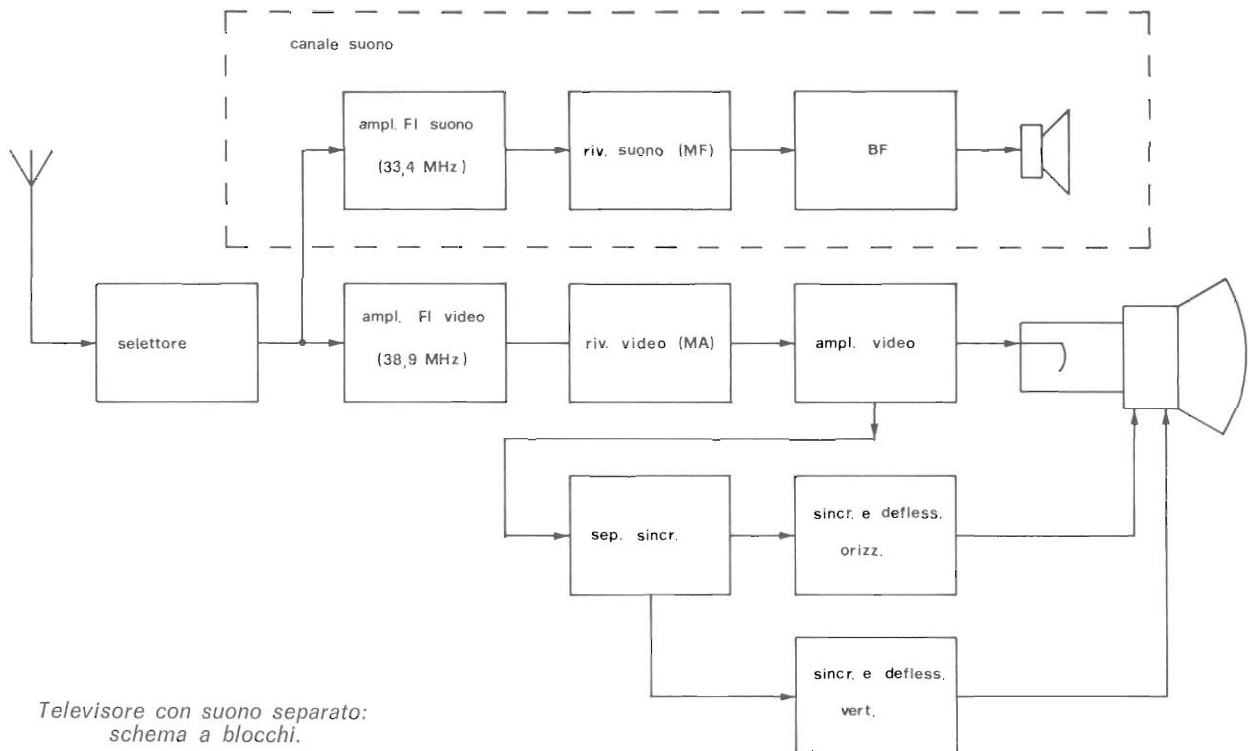 canale suono
ampl. FI suono
(33,4 MHz)
riv. suono (MF)
BF
selettore
ampl. FI video
(38,9 MHz)
riv. video (MA)
ampl. video
sep. sincr.
sincr. e defless.
orizz.
sincr. e defless.
vert.
Televisore con suono separato:
schema a blocchi.